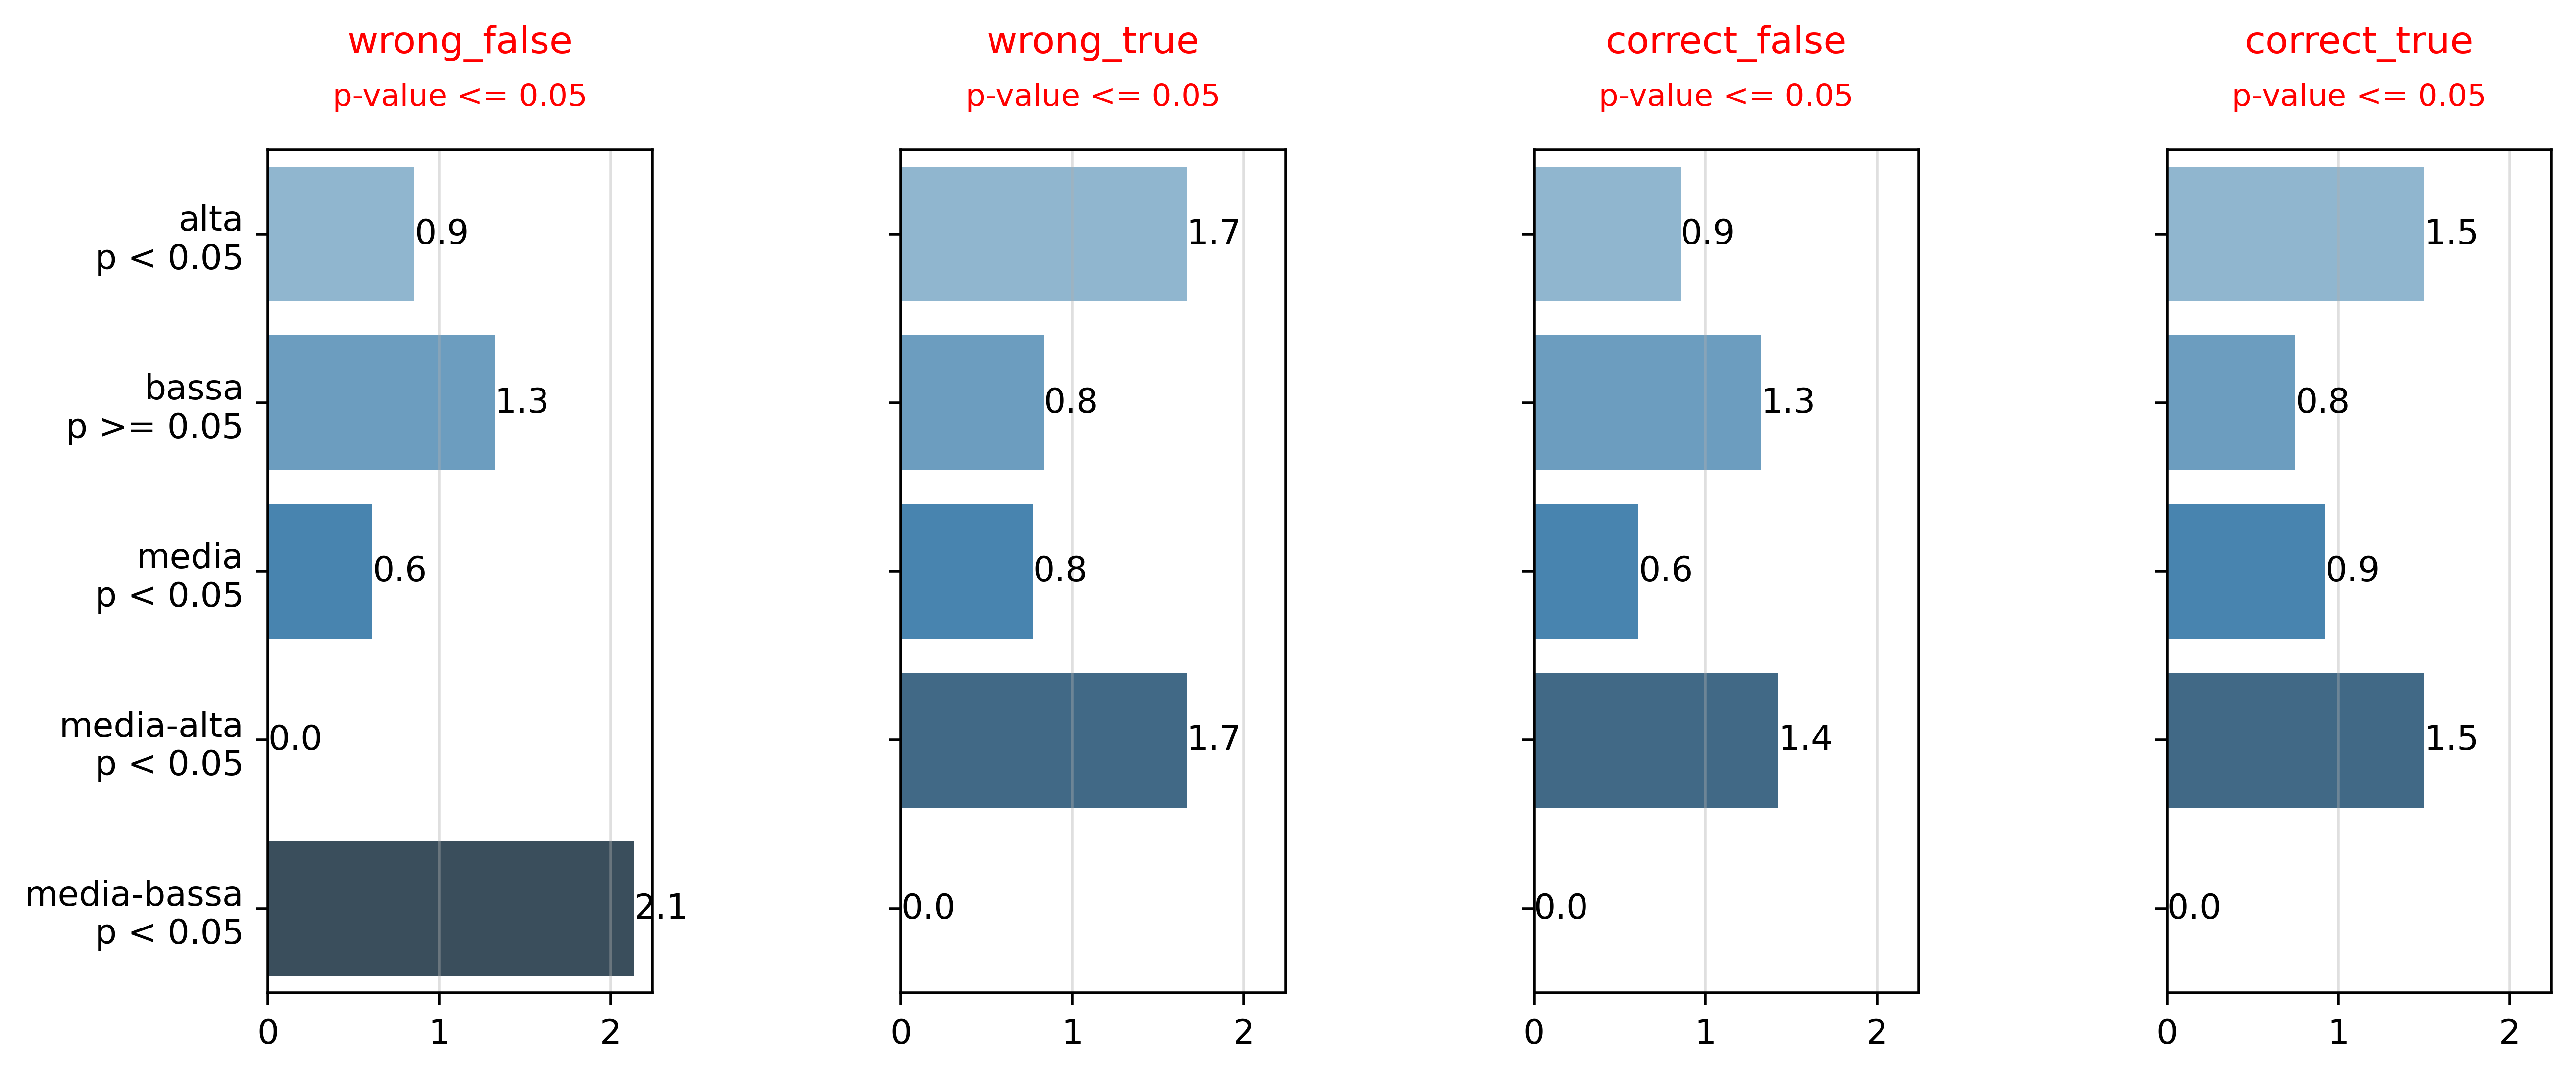 wrong_false
p-value <= 0.05
wrong_true
p-value <= 0.05
correct_false
p-value <= 0.05
correct_true
p-value <= 0.05
alta
p < 0.05
0.9
1.7
0.9
1.5
bassa
p >= 0.05
1.3
0.8
1.3
0.8
media
p < 0.05
0.6
0.8
0.6
0.9
media-alta
p < 0.05
0.0
1.7
1.4
1.5
media-bassa
p < 0.05
2.1
0.0
0.0
0.0
0 1 2
0 1 2
0 1 2
0 1 2